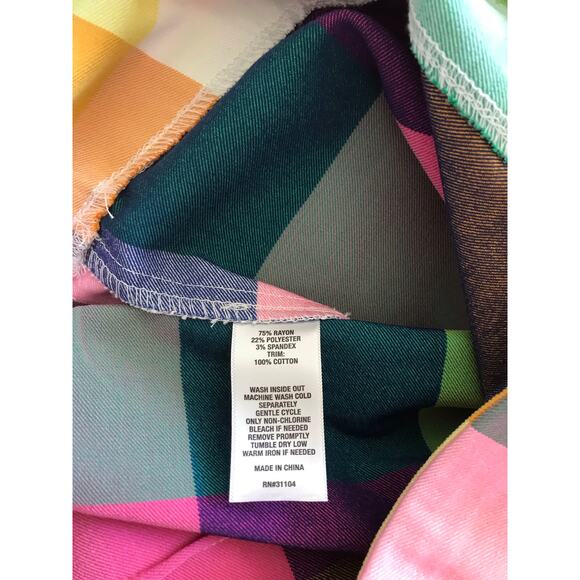 75% RAYON
22% POLYESTER
3% SPANDEX
TRIM:
100% COTTON
WASH INSIDE OUT
MACHINE WASH COLD
SEPARATELY
GENTLE CYCLE
ONLY NON-CHLORINE
BLEACH IF NEEDED
REMOVE PROMPTLY
TUMBLE DRY LOW
WARM IRON IF NEEDED
MADE IN CHINA
RN#31104